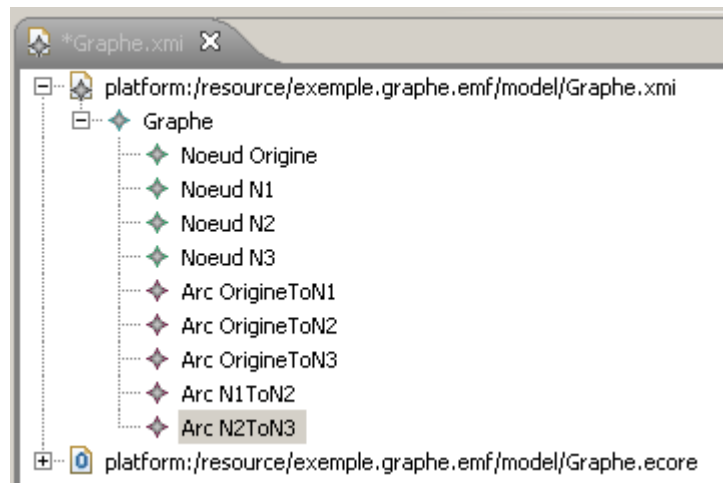 *Graphe.xmi
platform:/resource/exemple.graphe.emf/model/Graphe.xmi
Graphe
Noeud Origine
Noeud N1
Noeud N2
Noeud N3
Arc OrigineToN1
Arc OrigineToN2
Arc OrigineToN3
Arc N1ToN2
Arc N2ToN3
platform:/resource/exemple.graphe.emf/model/Graphe.ecore